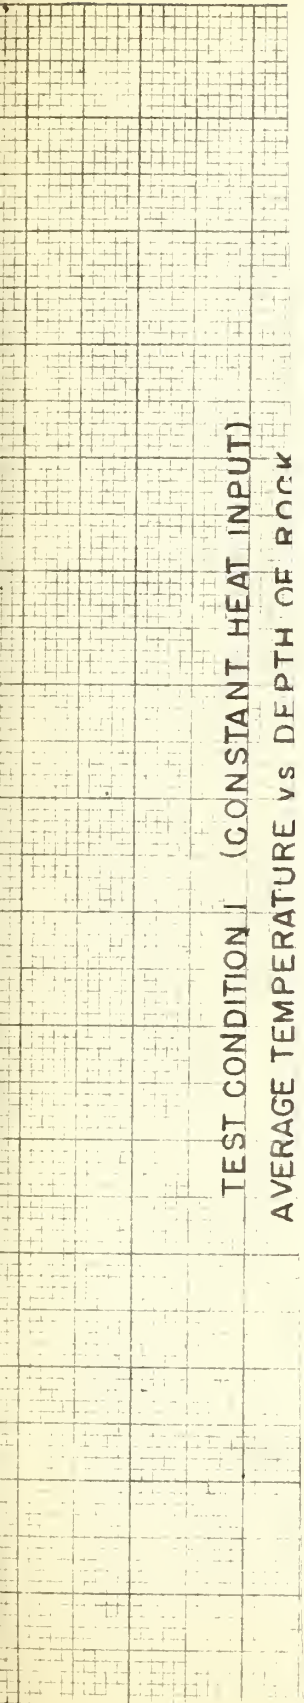 TEST CONDITION I (CONSTANT HEAT INPUT)
AVERAGE TEMPERATURE vs DEPTH OF ROCK